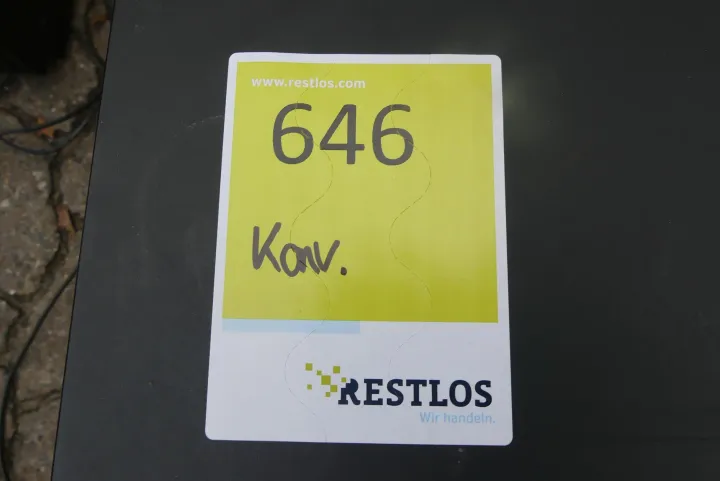 www.restlos.com
646
Konv.
RESTLOS
Wir handeln.